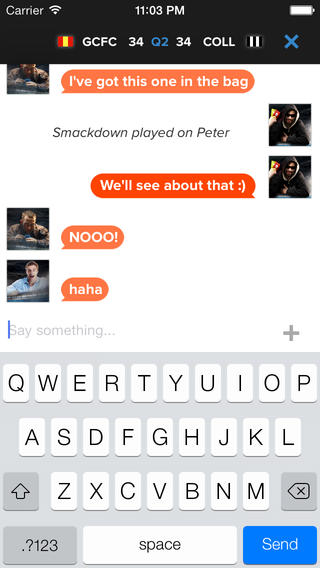 Carrier 11:03 PM
GCFC 34 Q2 34 COLL
I've got this one in the bag
Smackdown played on Peter
We'll see about that :)
NOOO!
haha
Say something...
Q W E R T Y U I O P
A S D F G H J K L
Z X C V B N M
.?123 space Send